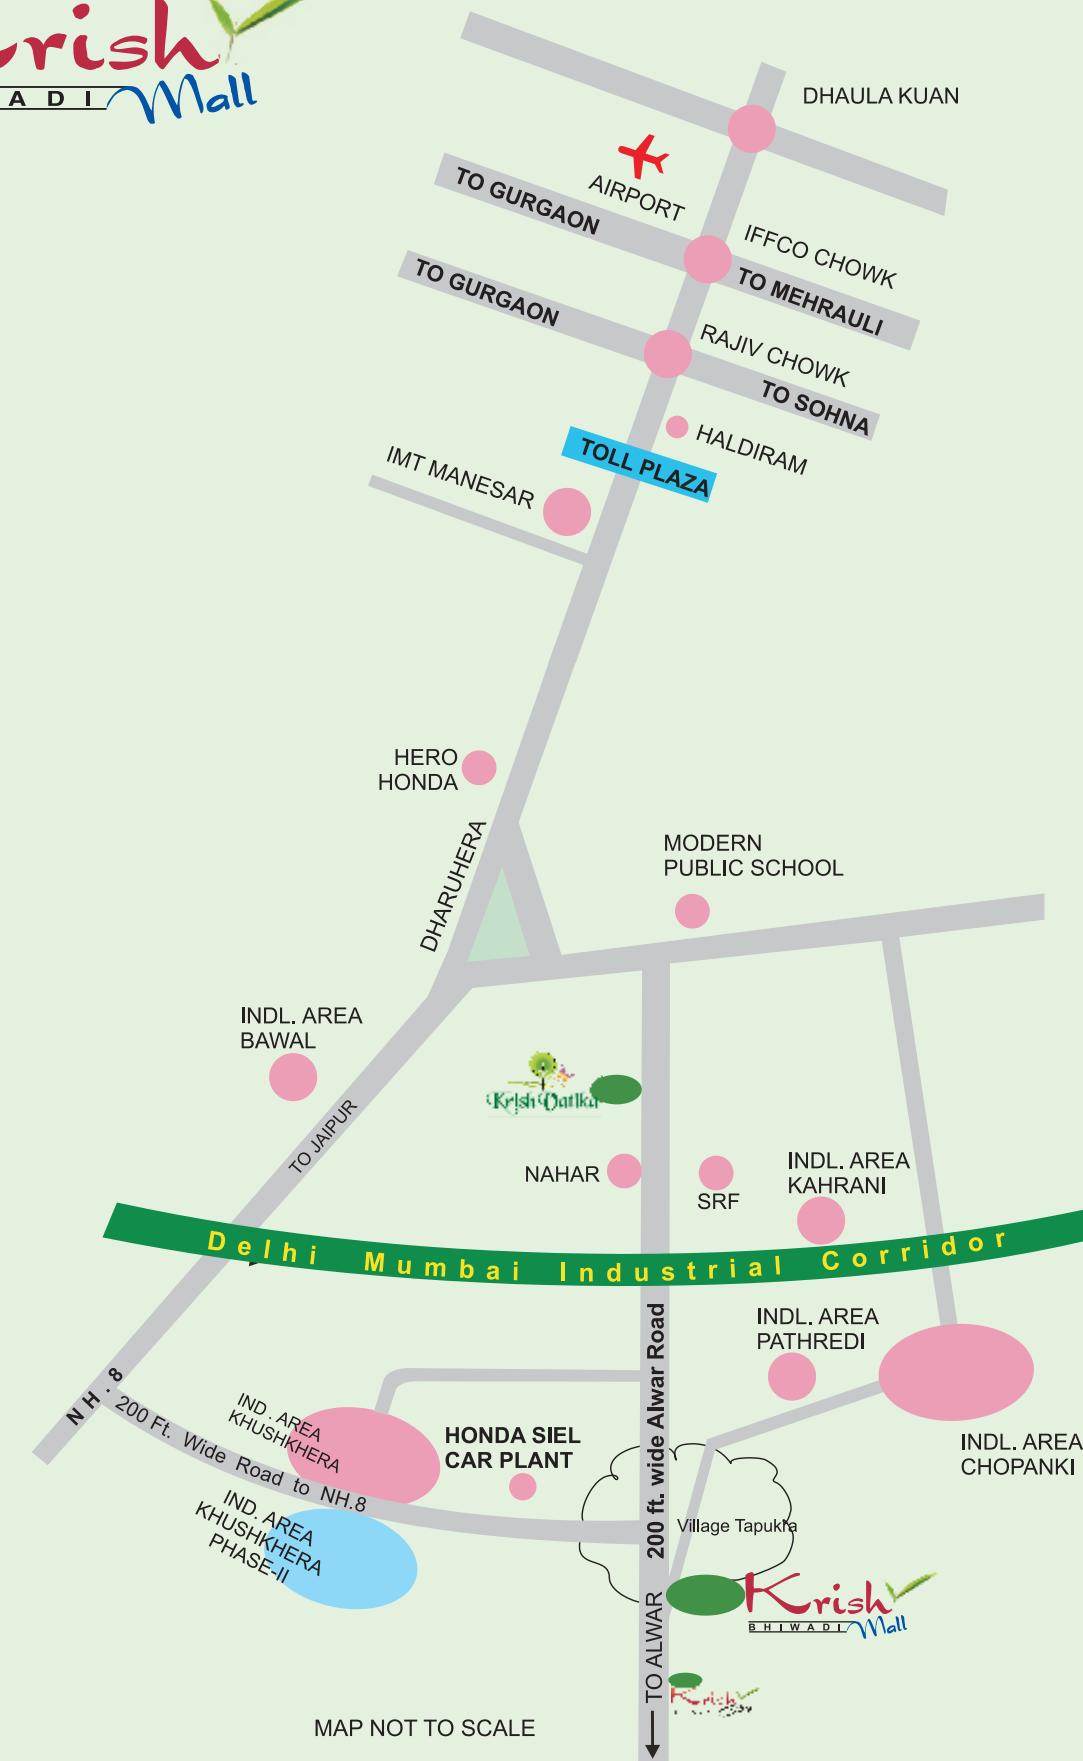 rish
ADI Mall
DHAULA KUAN
AIRPORT
TO GURGAON
IFFCO CHOWK
TO MEHRAULI
TO GURGAON
RAJIV CHOWK
TO SOHNA
HALDIRAM
TOLL PLAZA
IMT MANESAR
HERO
HONDA
DHARUHERA
MODERN
PUBLIC SCHOOL
INDL. AREA
BAWAL
TO JAIPUR
Krish Vatika
NAHAR
SRF
INDL. AREA
KAHRANI
Delhi Mumbai Industrial Corridor
INDL. AREA
PATHREDI
NH.8
200 Ft. Wide Road to NH.8
IND. AREA
KHUSHKHERA
HONDA SIEL
CAR PLANT
200 ft. wide Alwar Road
INDL. AREA
CHOPANKI
IND. AREA
KHUSHKHERA
PHASE-II
Village Tapukra
Krish
BHIWADI Mall
TO ALWAR
Krish
MAP NOT TO SCALE